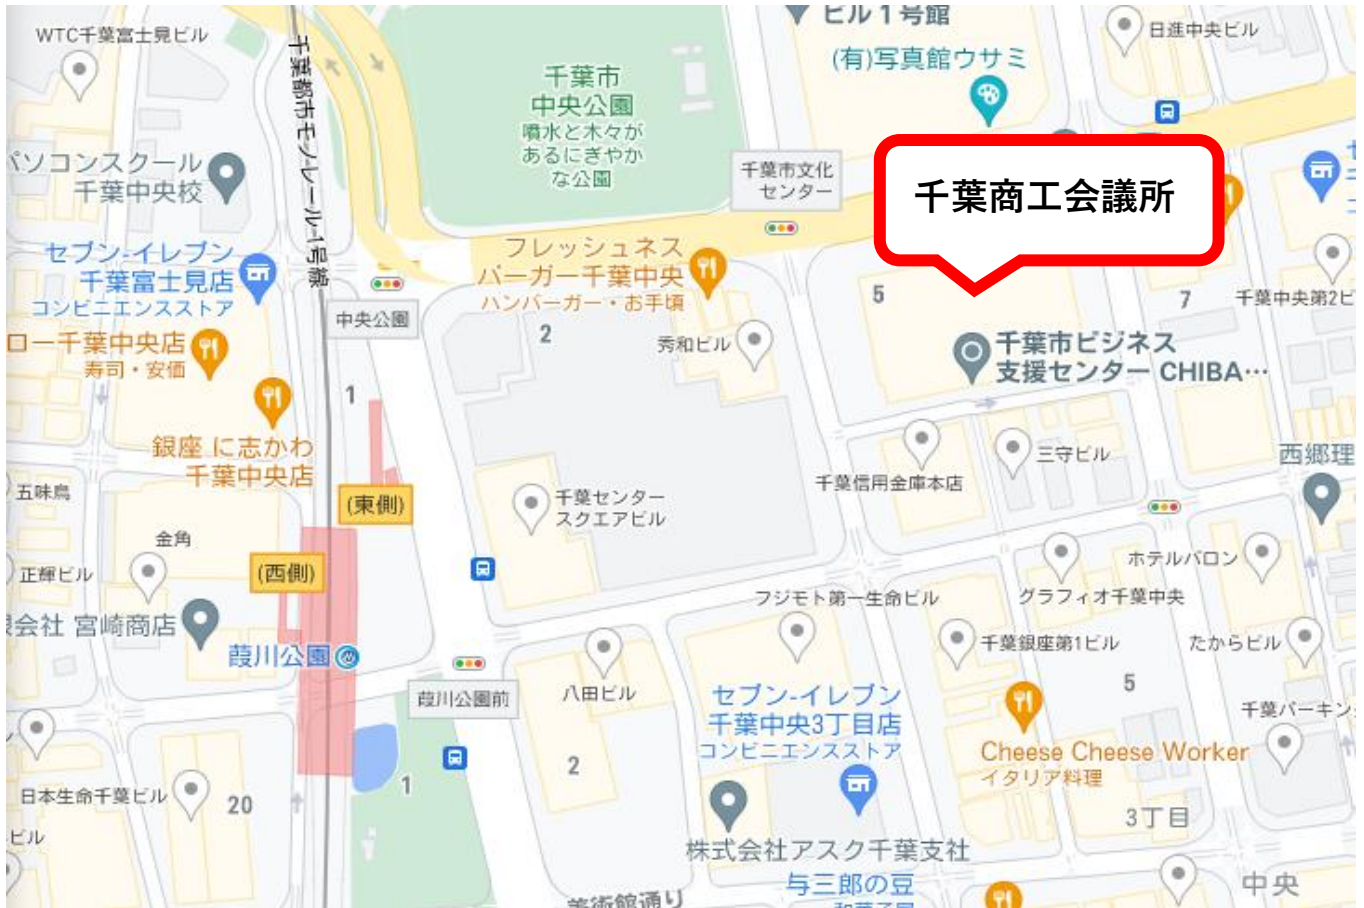 ビル1号館
日進中央ビル
WTC千葉富士見ビル
(有)写真館ウサミ
千葉都市モノレール1号線
千葉市
中央公園
噴水と木々が
あるにぎやか
な公園
パソコンスクール
千葉中央校
千葉市文化
センター
千葉商工会議所
セブン-イレブン
千葉富士見店
コンビニエンスストア
フレッシュネス
バーガー千葉中央
ハンバーガー・お手頃
5
7
千葉中央第2ビ
中央公園
2
秀和ビル
ロー千葉中央店
寿司・安価
千葉市ビジネス
支援センター CHIBA…
1
銀座 に志かわ
千葉中央店
千葉信用金庫本店
三守ビル
西郷理
五味鳥
(東側)
千葉センター
スクエアビル
金角
(西側)
正輝ビル
ホテルバロン
フジモト第一生命ビル
グラフィオ千葉中央
会社 宮崎商店
葭川公園
千葉銀座第1ビル
たからビル
葭川公園前
八田ビル
セブン-イレブン
千葉中央3丁目店
コンビニエンスストア
5
千葉パーキン
Cheese Cheese Worker
イタリア料理
2
1
日本生命千葉ビル
20
3丁目
ビル
株式会社アスク千葉支社
与三郎の豆
中央
美術館通り